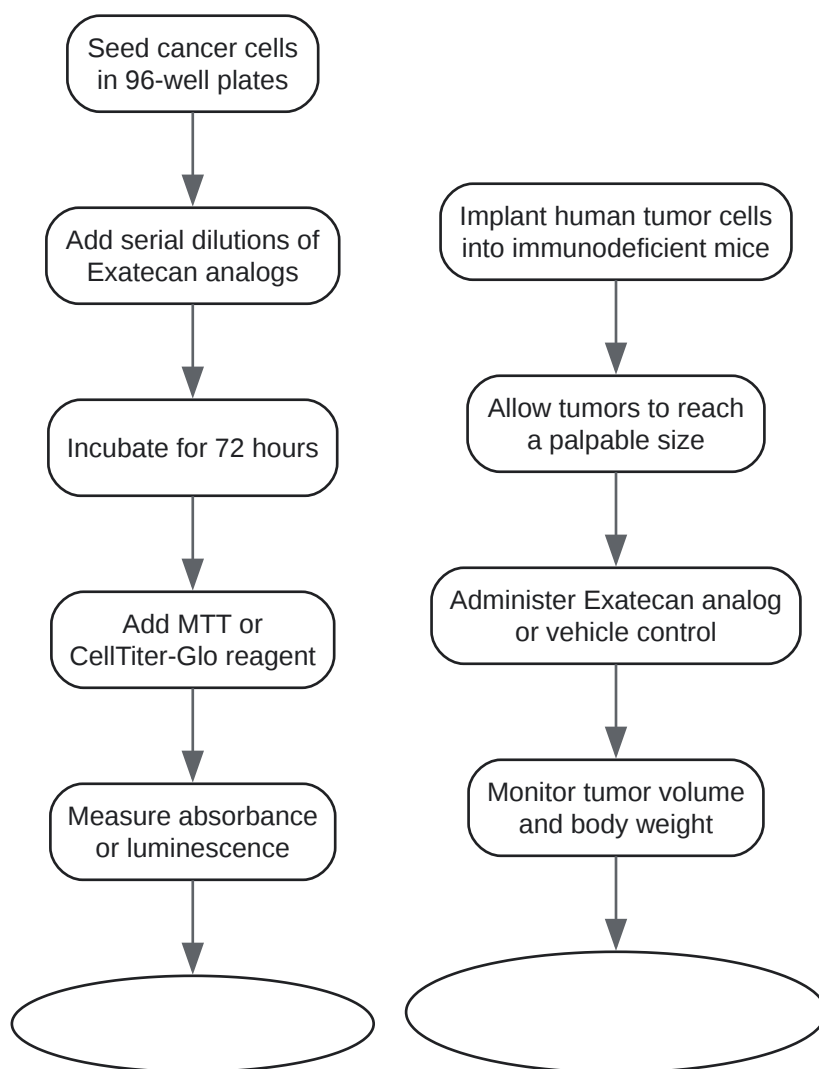 Seed cancer cells
in 96-well plates
Add serial dilutions of
Exatecan analogs
Incubate for 72 hours
Add MTT or
CellTiter-Glo reagent
Measure absorbance
or luminescence
Implant human tumor cells
into immunodeficient mice
Allow tumors to reach
a palpable size
Administer Exatecan analog
or vehicle control
Monitor tumor volume
and body weight